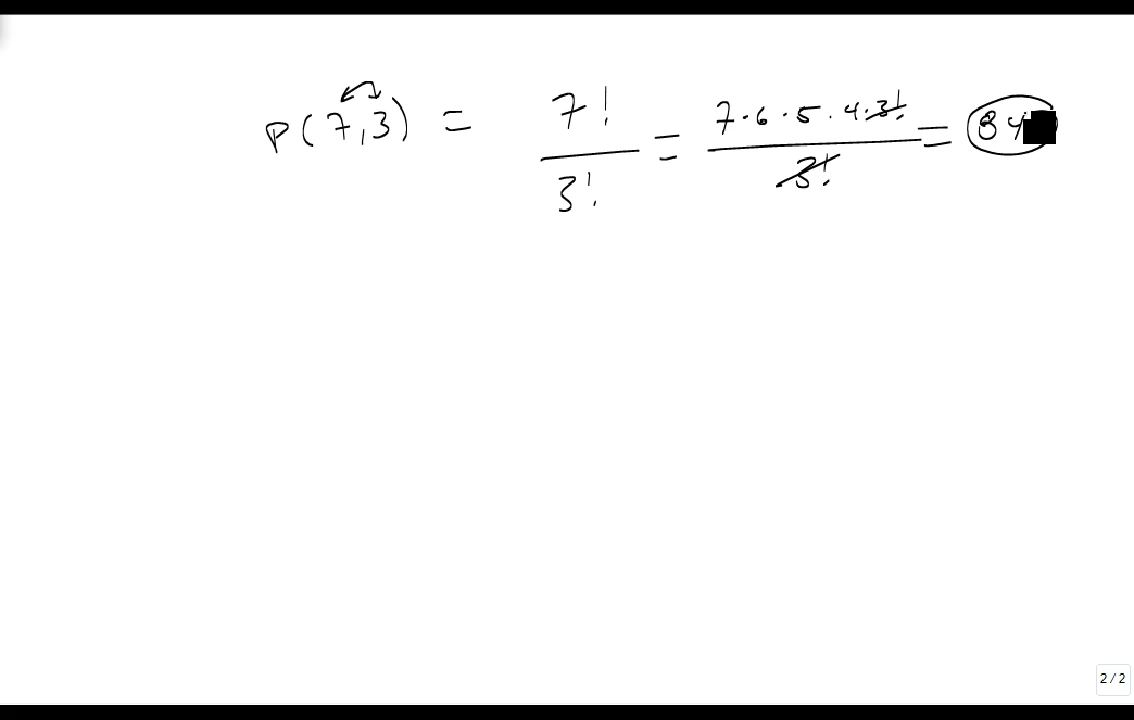 P(7,3) = 7!/3! = 7·6·5·4·3!/3! = 84
2/2